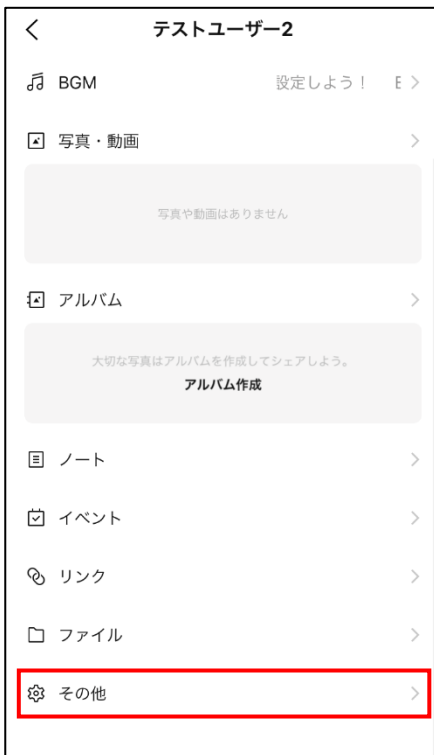 テストユーザー2
BGM 設定しよう！ E
写真・動画
写真や動画はありません
アルバム
大切な写真はアルバムを作成してシェアしよう。
アルバム作成
ノート
イベント
リンク
ファイル
その他